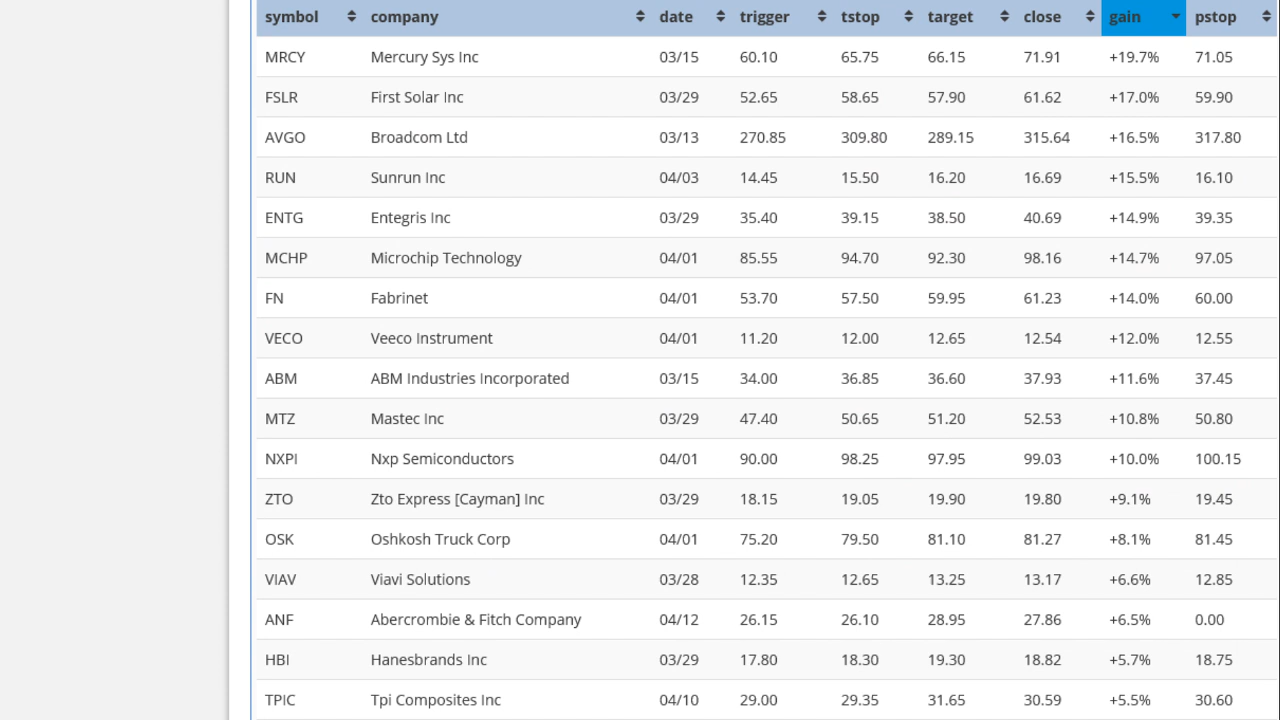 symbol company date trigger tstop target close gain pstop
MRCY Mercury Sys Inc 03/15 60.10 65.75 66.15 71.91 +19.7% 71.05
FSLR First Solar Inc 03/29 52.65 58.65 57.90 61.62 +17.0% 59.90
AVGO Broadcom Ltd 03/13 270.85 309.80 289.15 315.64 +16.5% 317.80
RUN Sunrun Inc 04/03 14.45 15.50 16.20 16.69 +15.5% 16.10
ENTG Entegris Inc 03/29 35.40 39.15 38.50 40.69 +14.9% 39.35
MCHP Microchip Technology 04/01 85.55 94.70 92.30 98.16 +14.7% 97.05
FN Fabrinet 04/01 53.70 57.50 59.95 61.23 +14.0% 60.00
VECO Veeco Instrument 04/01 11.20 12.00 12.65 12.54 +12.0% 12.55
ABM ABM Industries Incorporated 03/15 34.00 36.85 36.60 37.93 +11.6% 37.45
MTZ Mastec Inc 03/29 47.40 50.65 51.20 52.53 +10.8% 50.80
NXPI Nxp Semiconductors 04/01 90.00 98.25 97.95 99.03 +10.0% 100.15
ZTO Zto Express [Cayman] Inc 03/29 18.15 19.05 19.90 19.80 +9.1% 19.45
OSK Oshkosh Truck Corp 04/01 75.20 79.50 81.10 81.27 +8.1% 81.45
VIAV Viavi Solutions 03/28 12.35 12.65 13.25 13.17 +6.6% 12.85
ANF Abercrombie & Fitch Company 04/12 26.15 26.10 28.95 27.86 +6.5% 0.00
HBI Hanesbrands Inc 03/29 17.80 18.30 19.30 18.82 +5.7% 18.75
TPIC Tpi Composites Inc 04/10 29.00 29.35 31.65 30.59 +5.5% 30.60